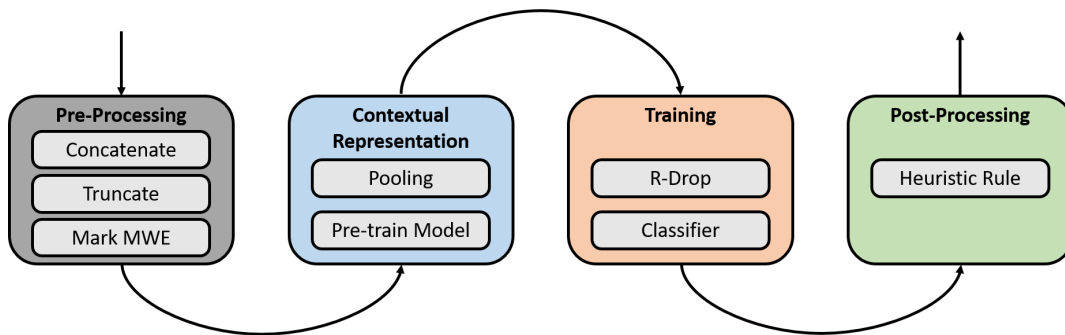 Pre-Processing
Concatenate
Truncate
Mark MWE
Contextual
Representation
Pooling
Pre-train Model
Training
R-Drop
Classifier
Post-Processing
Heuristic Rule